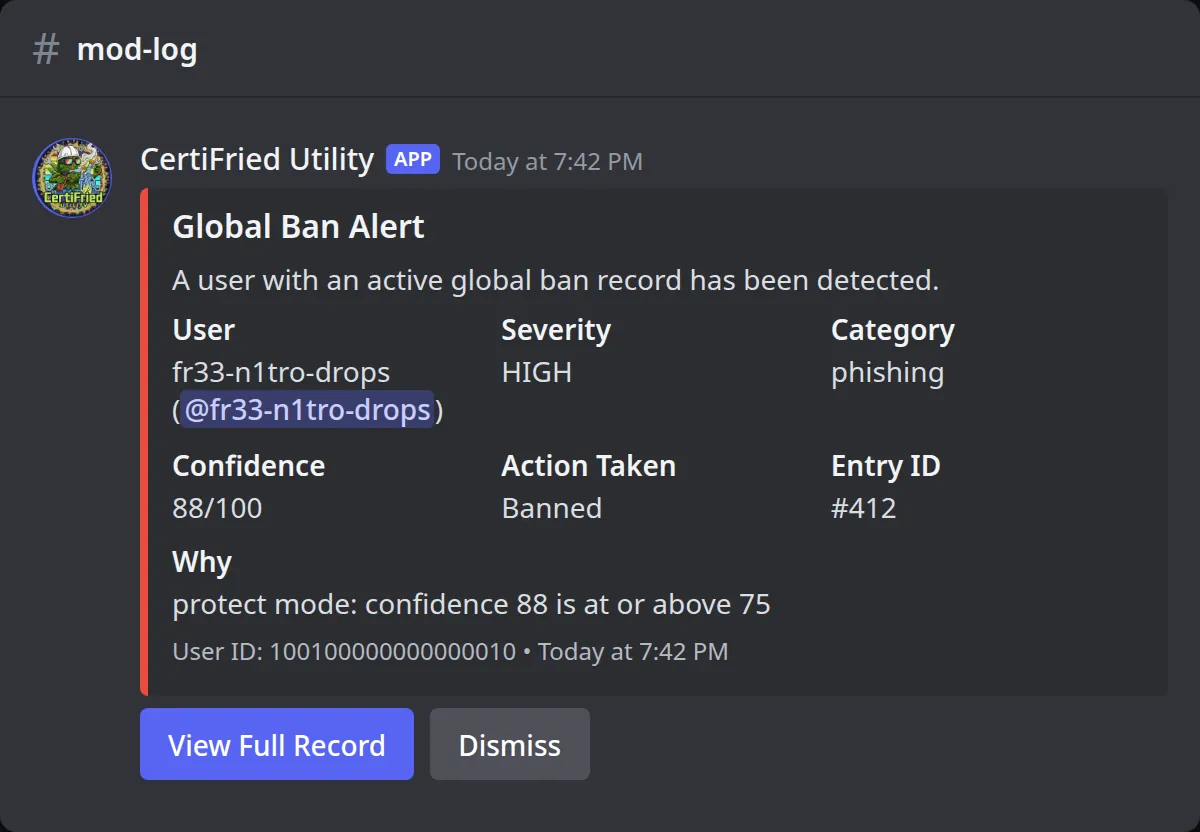 # mod-log
CertiFried
CertiFried Utility APP Today at 7:42 PM
Global Ban Alert
A user with an active global ban record has been detected.
User Severity Category
fr33-n1tro-drops HIGH phishing
(@fr33-n1tro-drops)
Confidence Action Taken Entry ID
88/100 Banned #412
Why
protect mode: confidence 88 is at or above 75
User ID: 100100000000000010 • Today at 7:42 PM
View Full Record Dismiss